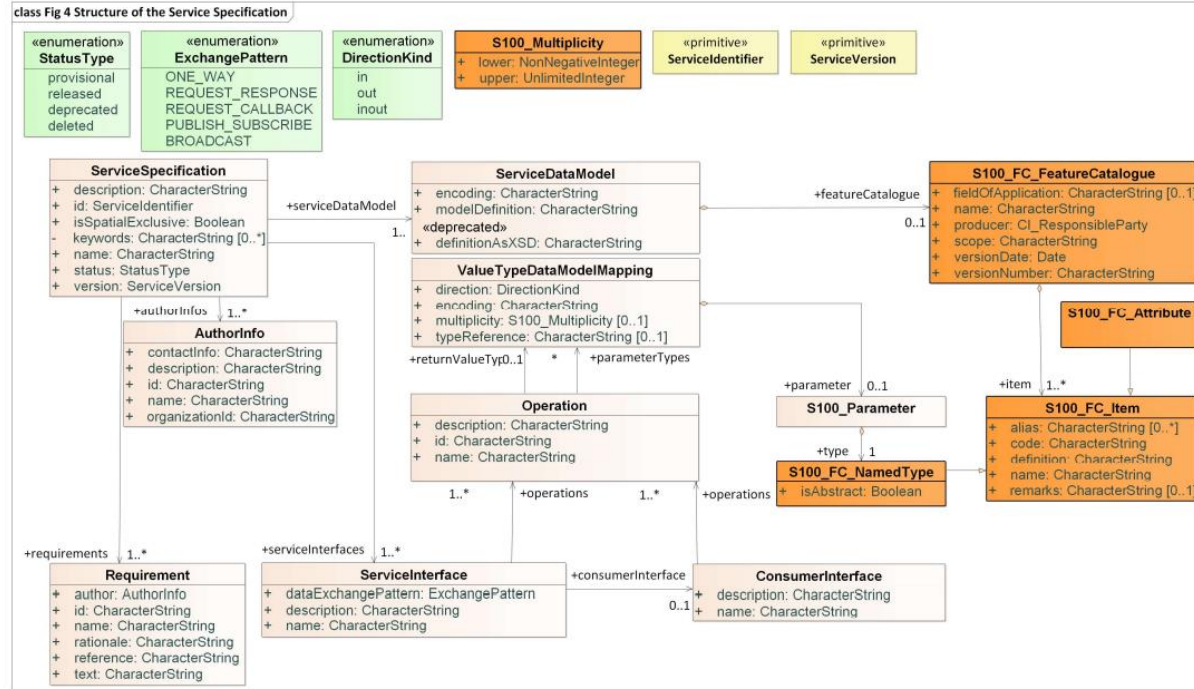 class Fig 4 Structure of the Service Specification
«enumeration»
StatusType
provisional
released
deprecated
deleted
«enumeration»
ExchangePattern
ONE_WAY
REQUEST_RESPONSE
REQUEST_CALLBACK
PUBLISH_SUBSCRIBE
BROADCAST
«enumeration»
DirectionKind
in
out
inout
S100_Multiplicity
+ lower: NonNegativeInteger
+ upper: UnlimitedInteger
«primitive»
ServiceIdentifier
«primitive»
ServiceVersion
ServiceSpecification
+ description: CharacterString
+ id: ServiceIdentifier
+ isSpatialExclusive: Boolean
- keywords: CharacterString [0..*]
+ name: CharacterString
+ status: StatusType
+ version: ServiceVersion
+serviceDataModel
1..
ServiceDataModel
+ encoding: CharacterString
+ modelDefinition: CharacterString
«deprecated»
+ definitionAsXSD: CharacterString
+featureCatalogue
0..1
S100_FC_FeatureCatalogue
+ fieldOfApplication: CharacterString [0..1]
+ name: CharacterString
+ producer: CI_ResponsibleParty
+ scope: CharacterString
+ versionDate: Date
+ versionNumber: CharacterString
ValueTypeDataModelMapping
+ direction: DirectionKind
+ encoding: CharacterString
+ multiplicity: S100_Multiplicity [0..1]
+ typeReference: CharacterString [0..1]
+authorInfos 1..*
AuthorInfo
+ contactInfo: CharacterString
+ description: CharacterString
+ id: CharacterString
+ name: CharacterString
+ organizationId: CharacterString
+returnValueTyp 0..1
* +parameterTypes
S100_FC_Attribute
+parameter 0..1
+item 1..*
Operation
+ description: CharacterString
+ id: CharacterString
+ name: CharacterString
S100_Parameter
+type 1
S100_FC_NamedType
+ isAbstract: Boolean
S100_FC_Item
+ alias: CharacterString [0..*]
+ code: CharacterString
+ definition: CharacterString
+ name: CharacterString
+ remarks: CharacterString [0..1]
1..* +operations
1..* +operations
+requirements 1..*
+serviceInterfaces 1..*
Requirement
+ author: AuthorInfo
+ id: CharacterString
+ name: CharacterString
+ rationale: CharacterString
+ reference: CharacterString
+ text: CharacterString
ServiceInterface
+ dataExchangePattern: ExchangePattern
+ description: CharacterString
+ name: CharacterString
+consumerInterface
0..1
ConsumerInterface
+ description: CharacterString
+ name: CharacterString